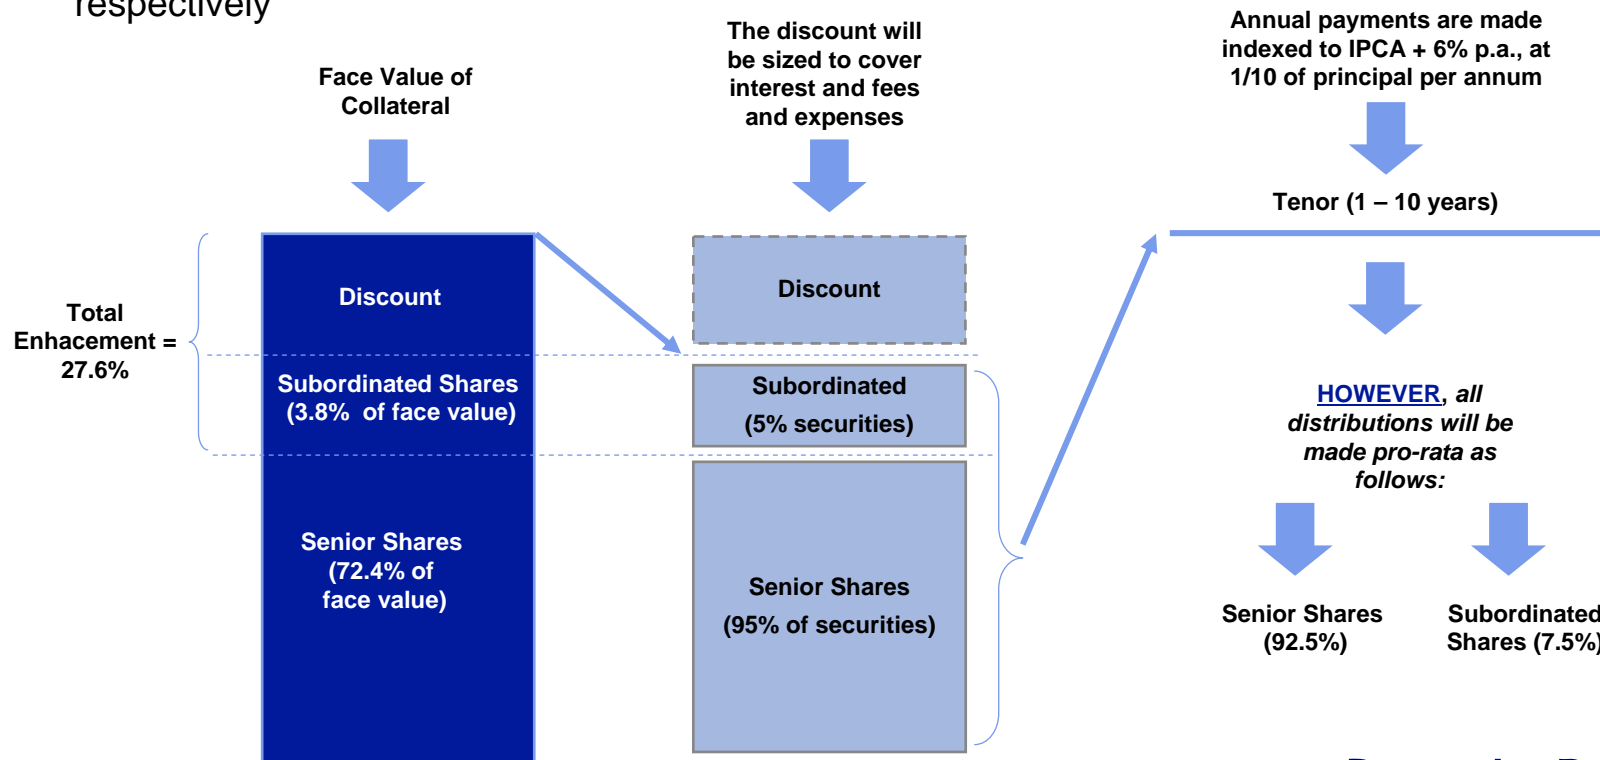 respectively
Face Value of
Collateral
The discount will
be sized to cover
interest and fees
and expenses
Annual payments are made
indexed to IPCA + 6% p.a., at
1/10 of principal per annum
Tenor (1 – 10 years)
Total
Enhacement =
27.6%
Discount
Subordinated Shares
(3.8% of face value)
Senior Shares
(72.4% of
face value)
Discount
Subordinated
(5% securities)
Senior Shares
(95% of securities)
HOWEVER, all
distributions will be
made pro-rata as
follows:
Senior Shares
(92.5%)
Subordinated
Shares (7.5%)